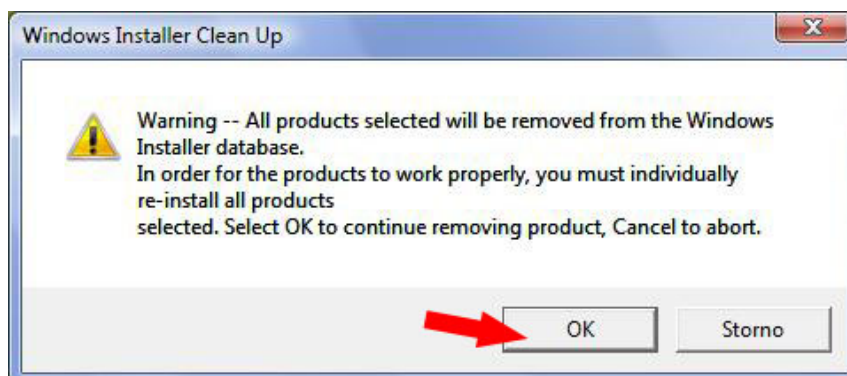 Windows Installer Clean Up
Warning -- All products selected will be removed from the Windows
Installer database.
In order for the products to work properly, you must individually
re-install all products
selected. Select OK to continue removing product, Cancel to abort.
OK
Storno